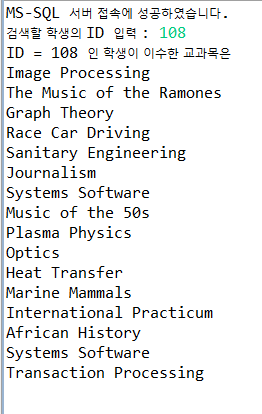 MS-SQL 서버 접속에 성공하였습니다.
검색할 학생의 ID 입력 : 108
ID = 108 인 학생이 이수한 교과목은
Image Processing
The Music of the Ramones
Graph Theory
Race Car Driving
Sanitary Engineering
Journalism
Systems Software
Music of the 50s
Plasma Physics
Optics
Heat Transfer
Marine Mammals
International Practicum
African History
Systems Software
Transaction Processing